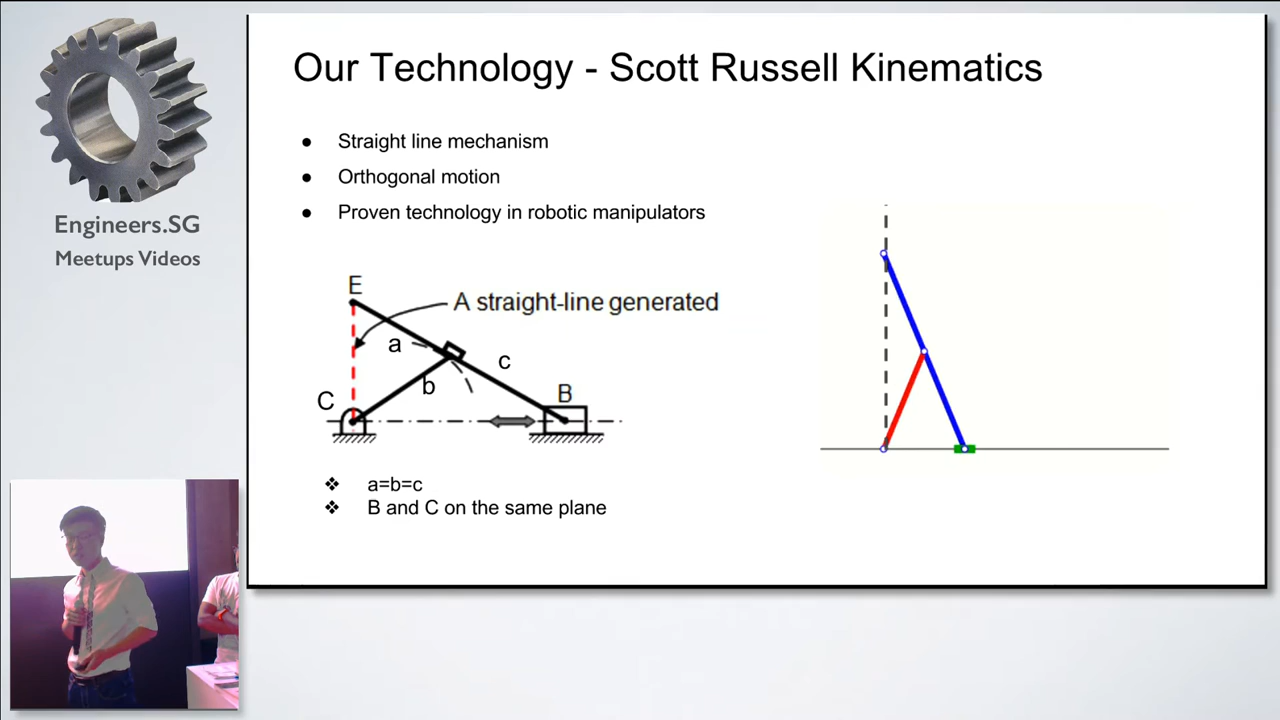 Engineers.SG
Meetups Videos
Our Technology - Scott Russell Kinematics
● Straight line mechanism
● Orthogonal motion
● Proven technology in robotic manipulators
E
A straight-line generated
a
c
b
B
C
❖ a=b=c
❖ B and C on the same plane